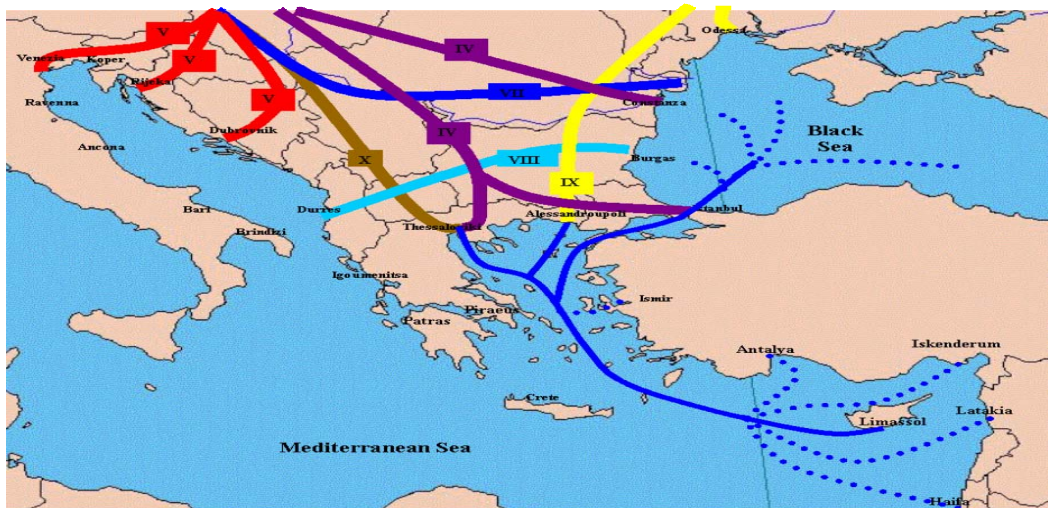 Odessa
V
IV
Venezia
Koper
V
Rijeka
V
VII
Ravenna
Constanza
Dubrovnik
IV
Black
Sea
Ancona
X
VIII
Burgas
IX
Bari
Durres
Alessandroupoli
Brindizi
Thessaloniki
Igoumenitsa
Ismir
Piraeus
Patras
Antalya
Iskenderum
Crete
Latakia
Limassol
Mediterranean Sea
Haifa